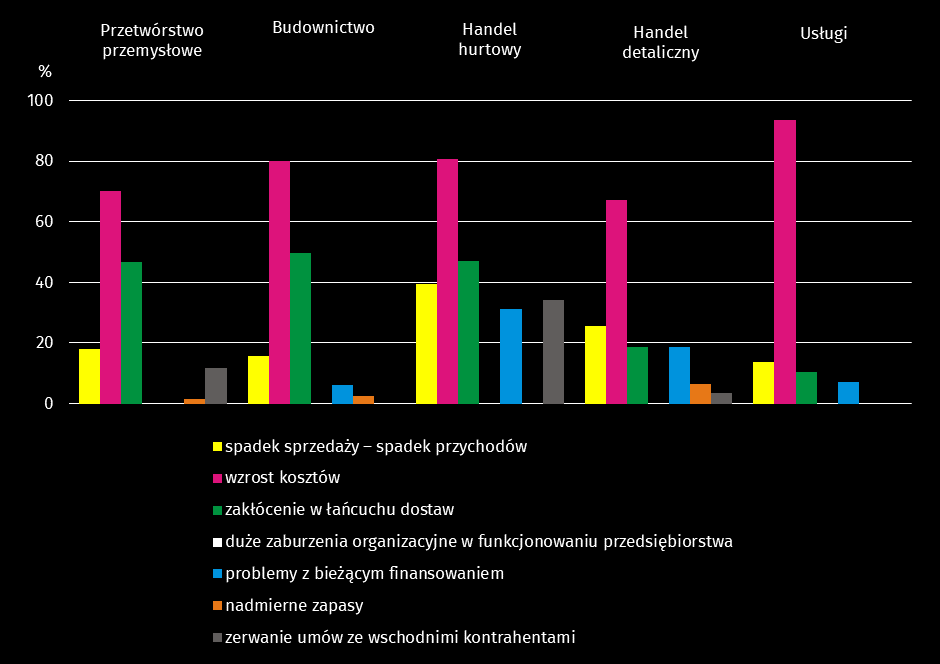 Przetwórstwo
przemysłowe
Budownictwo
Handel
hurtowy
Handel
detaliczny
Usługi
%
100
80
60
40
20
0
spadek sprzedaży – spadek przychodów
wzrost kosztów
zakłócenie w łańcuchu dostaw
duże zaburzenia organizacyjne w funkcjonowaniu przedsiębiorstwa
problemy z bieżącym finansowaniem
nadmierne zapasy
zerwanie umów ze wschodnimi kontrahentami